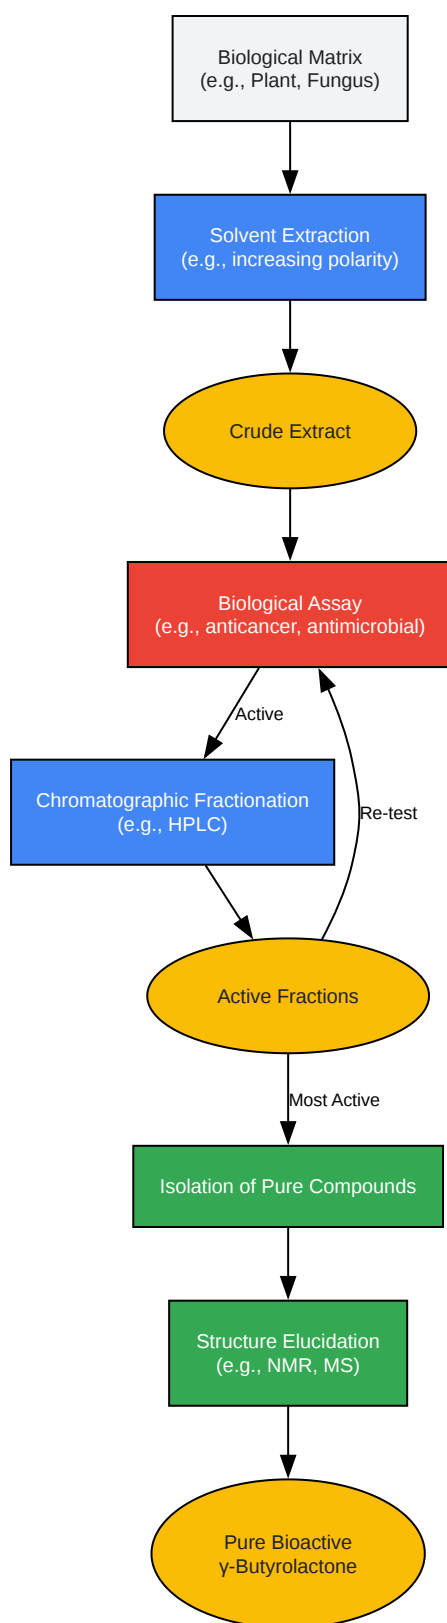 Biological Matrix
(e.g., Plant, Fungus)
Solvent Extraction
(e.g., increasing polarity)
Crude Extract
Biological Assay
(e.g., anticancer, antimicrobial)
Active
Chromatographic Fractionation
(e.g., HPLC)
Re-test
Active Fractions
Most Active
Isolation of Pure Compounds
Structure Elucidation
(e.g., NMR, MS)
Pure Bioactive
γ-Butyrolactone